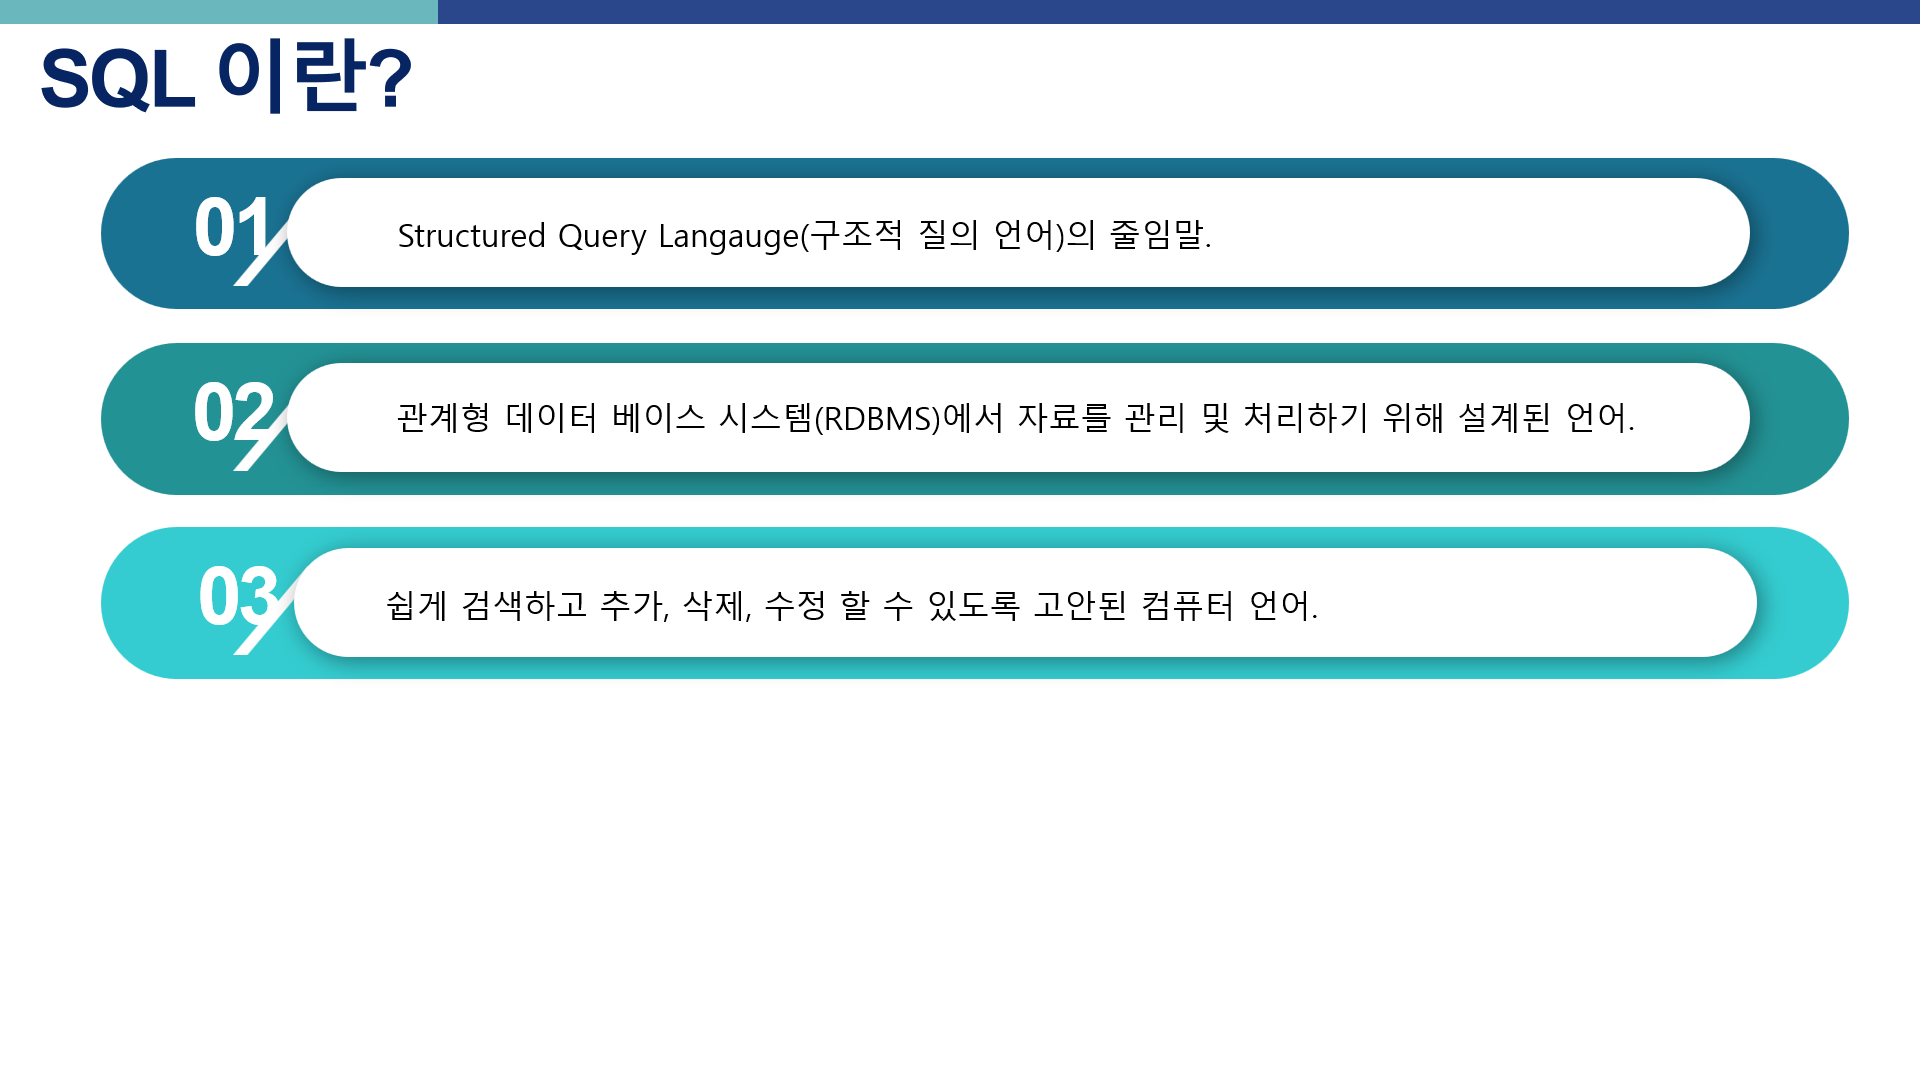 SQL 이란?
01
Structured Query Langauge(구조적 질의 언어)의 줄임말.
02
관계형 데이터 베이스 시스템(RDBMS)에서 자료를 관리 및 처리하기 위해 설계된 언어.
03
쉽게 검색하고 추가, 삭제, 수정 할 수 있도록 고안된 컴퓨터 언어.